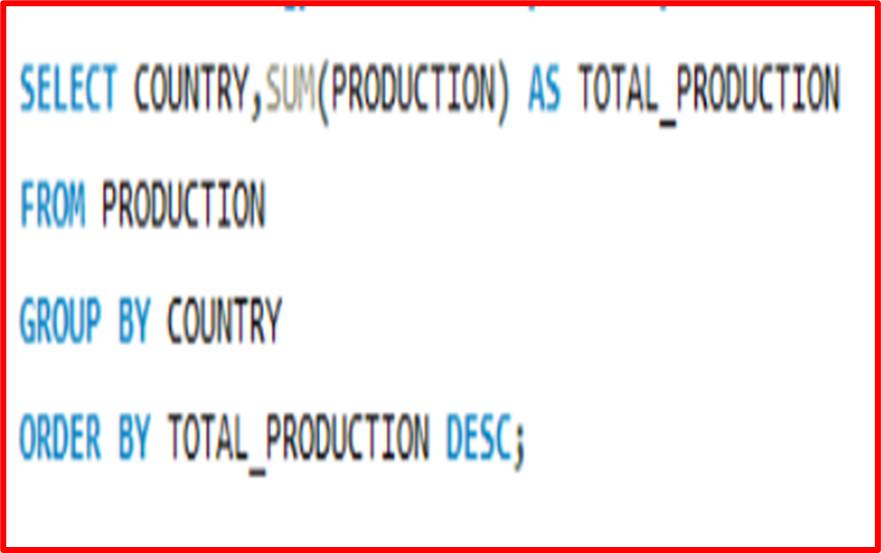 SELECT COUNTRY,SUM(PRODUCTION) AS TOTAL_PRODUCTION
FROM PRODUCTION
GROUP BY COUNTRY
ORDER BY TOTAL_PRODUCTION DESC;